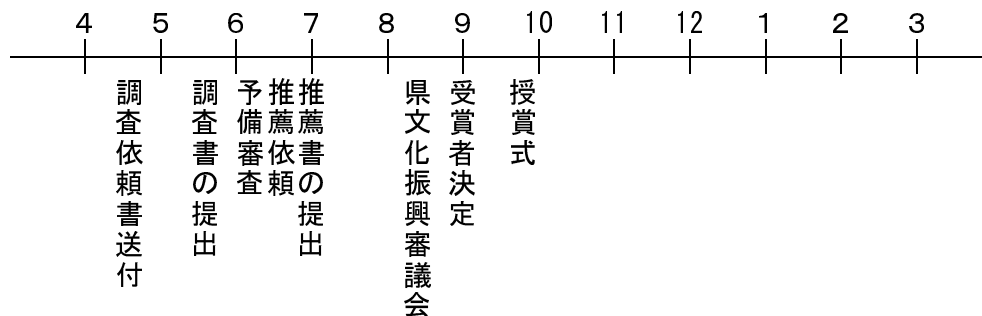 4 5 6 7 8 9 10 11 12 1 2 3
調査依頼書送付
調査書の提出
予備審査
推薦依頼
推薦書の提出
県文化振興審議会
受賞者決定
授賞式